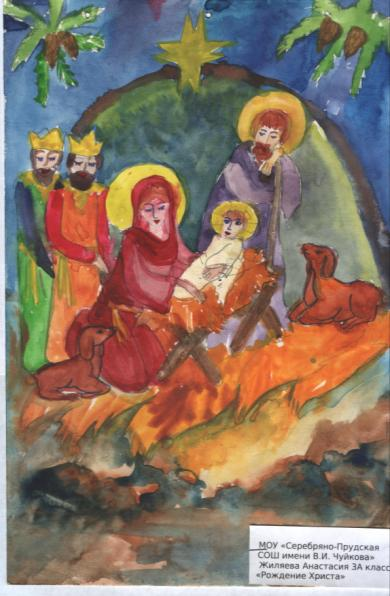 МОУ «Серебряно-Прудская
СОШ имени В.И. Чуйкова»
Жиляева Анастасия 3А класс
«Рождение Христа»